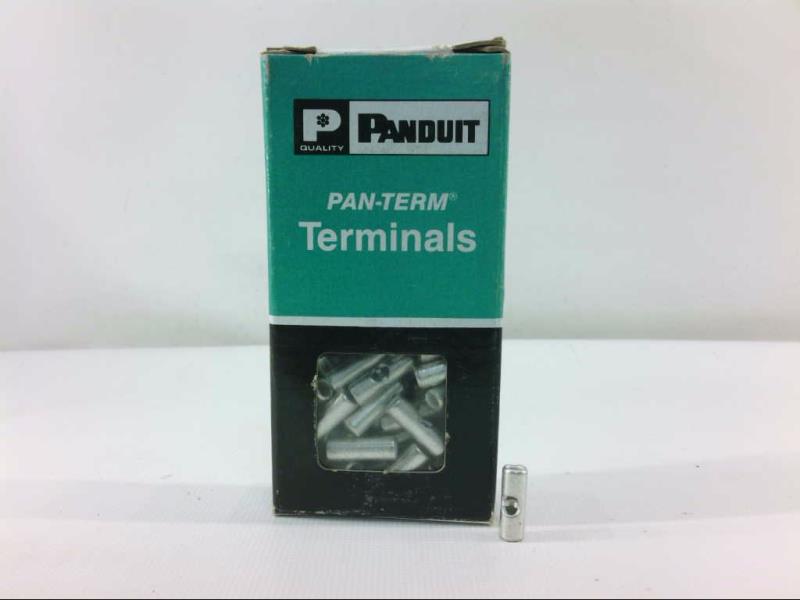 P PANDUIT
QUALITY
PAN-TERM®
Terminals